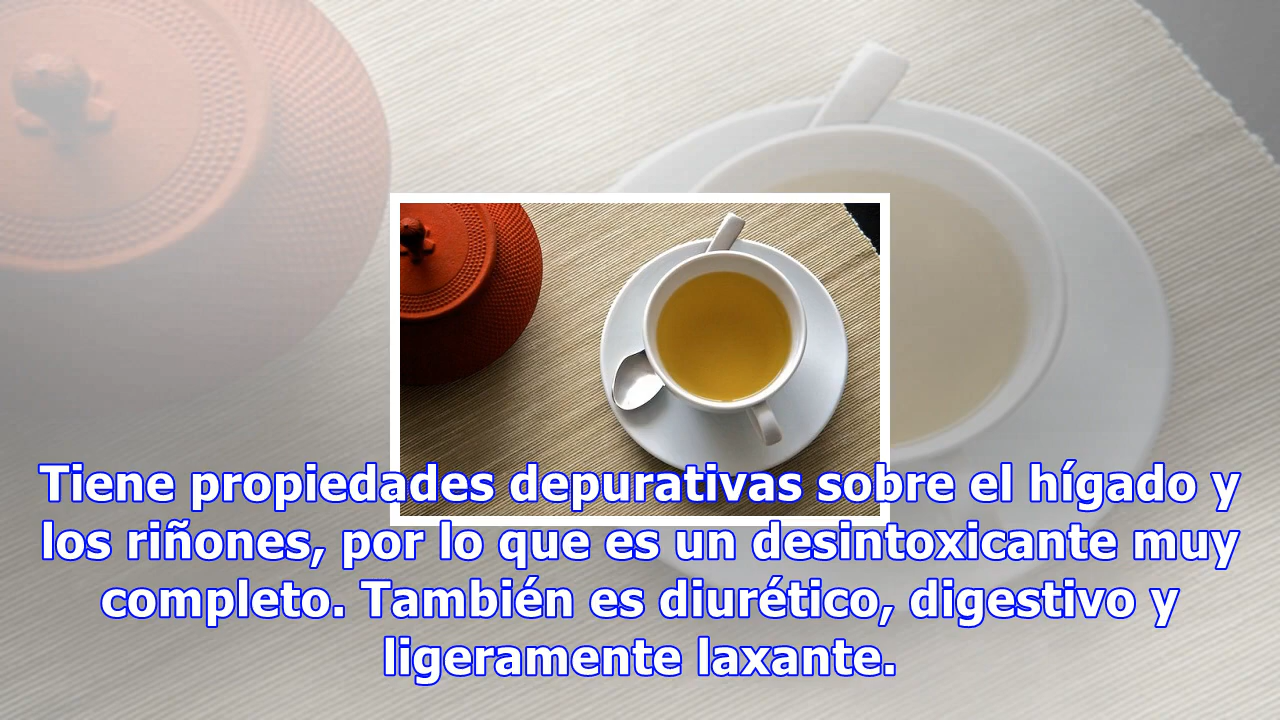 Tiene propiedades depurativas sobre el hígado y
los riñones, por lo que es un desintoxicante muy
completo. También es diurético, digestivo y
ligeramente laxante.